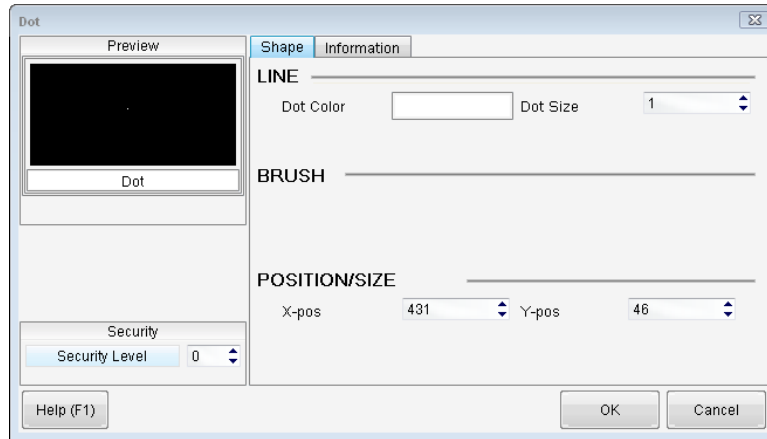 Dot
Preview
Dot
Security
Security Level 0
Shape Information
LINE
Dot Color Dot Size 1
BRUSH
POSITION/SIZE
X-pos 431 Y-pos 46
Help (F1) OK Cancel